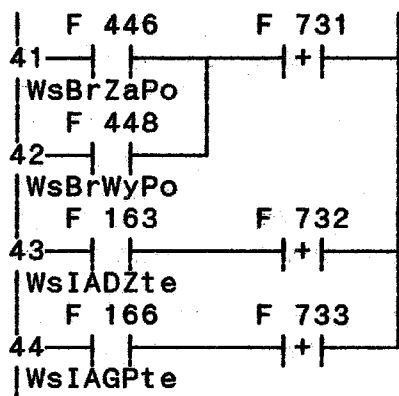 F 446 F 731
41 +
WsBrZaPo
F 448
42
WsBrWyPo
F 163 F 732
43 +
WsIADZte
F 166 F 733
44 +
WsIAGPte